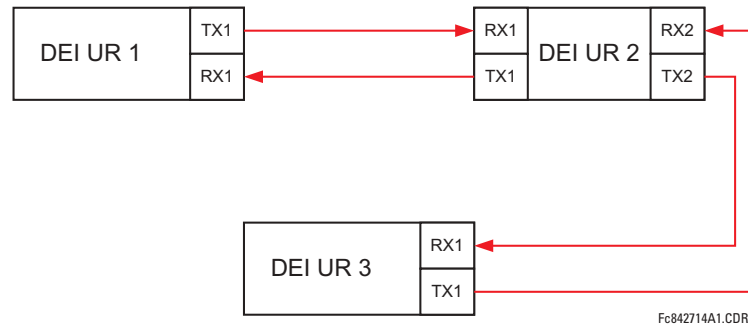 TX1
DEI UR 1
RX1
RX1
DEI UR 2
TX1
RX2
TX2
RX1
DEI UR 3
TX1
Fc842714A1.CDR